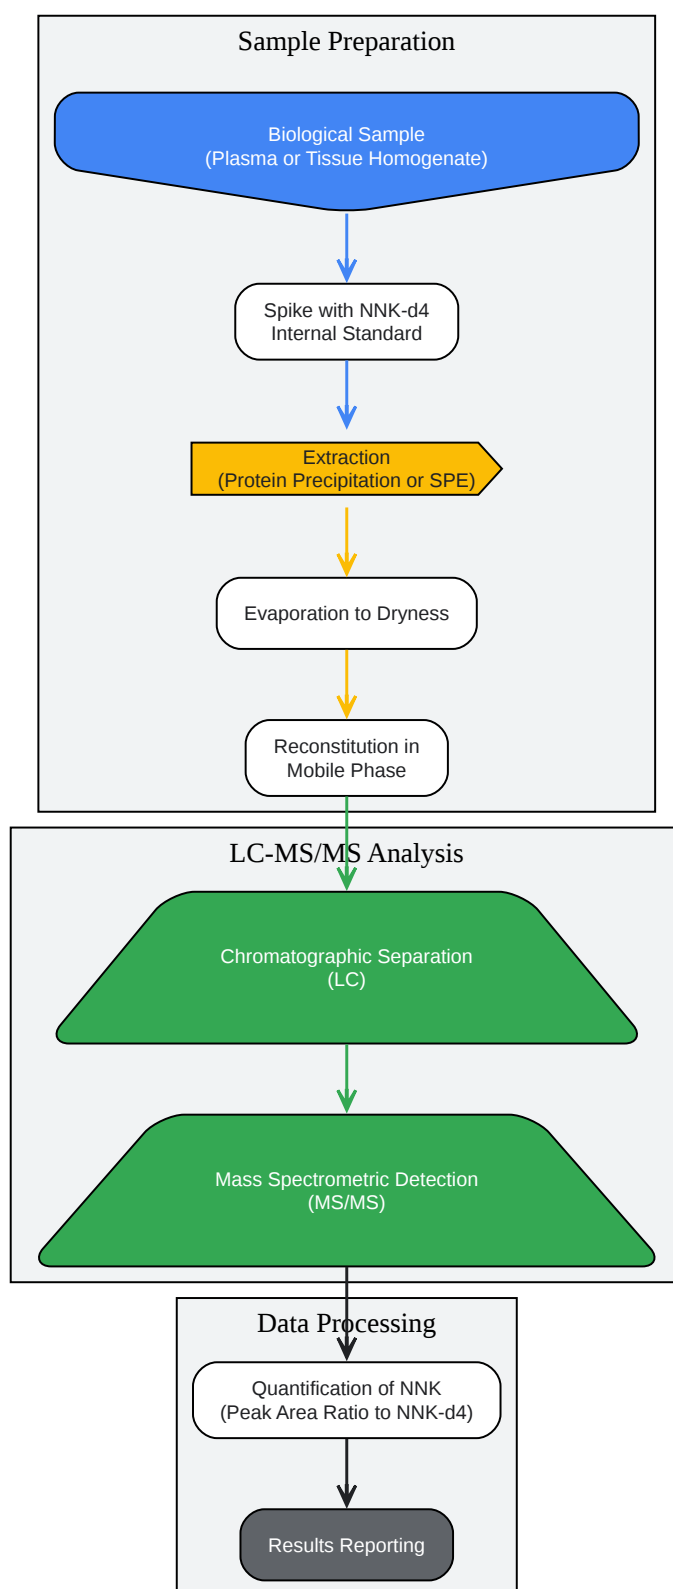 Sample Preparation
Biological Sample
(Plasma or Tissue Homogenate)
Spike with NNK-d4
Internal Standard
Extraction
(Protein Precipitation or SPE)
Evaporation to Dryness
Reconstitution in
Mobile Phase
LC-MS/MS Analysis
Chromatographic Separation
(LC)
Mass Spectrometric Detection
(MS/MS)
Data Processing
Quantification of NNK
(Peak Area Ratio to NNK-d4)
Results Reporting